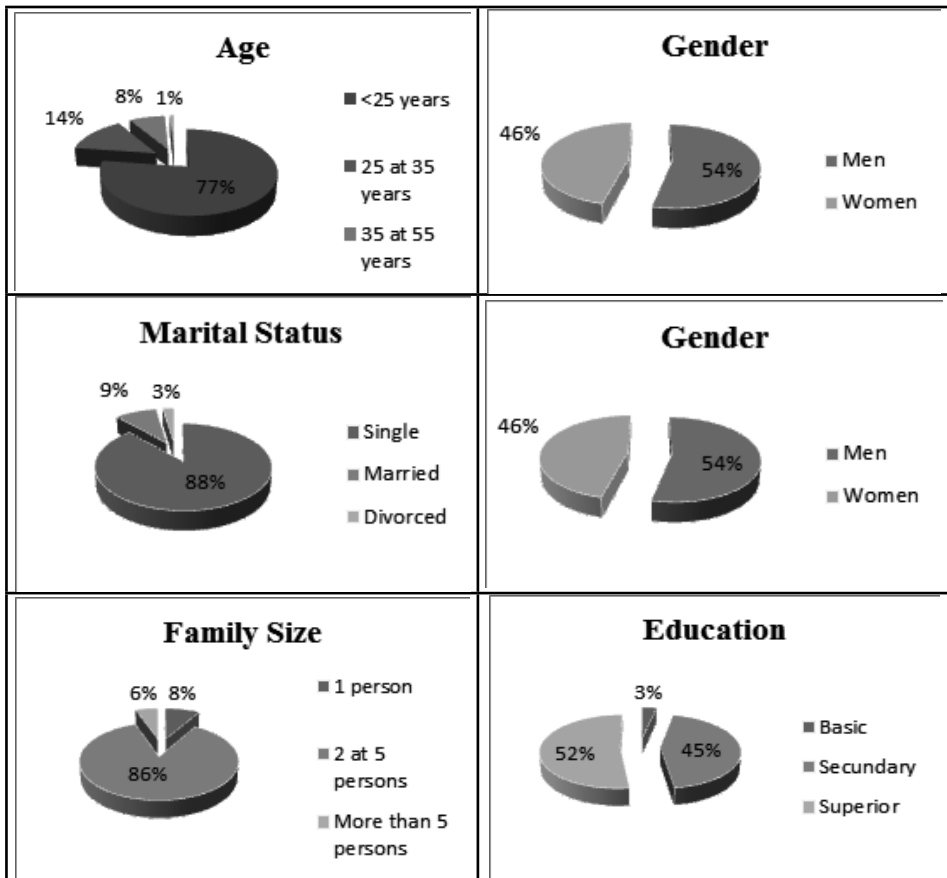 Age
8%
1%
14%
77%
<25 years
25 at 35
years
35 at 55
years
Gender
46%
54%
Men
Women
Marital Status
9%
3%
88%
Single
Married
Divorced
Gender
46%
54%
Men
Women
Family Size
6%
8%
86%
1 person
2 at 5
persons
More than 5
persons
Education
3%
52%
45%
Basic
Secundary
Superior